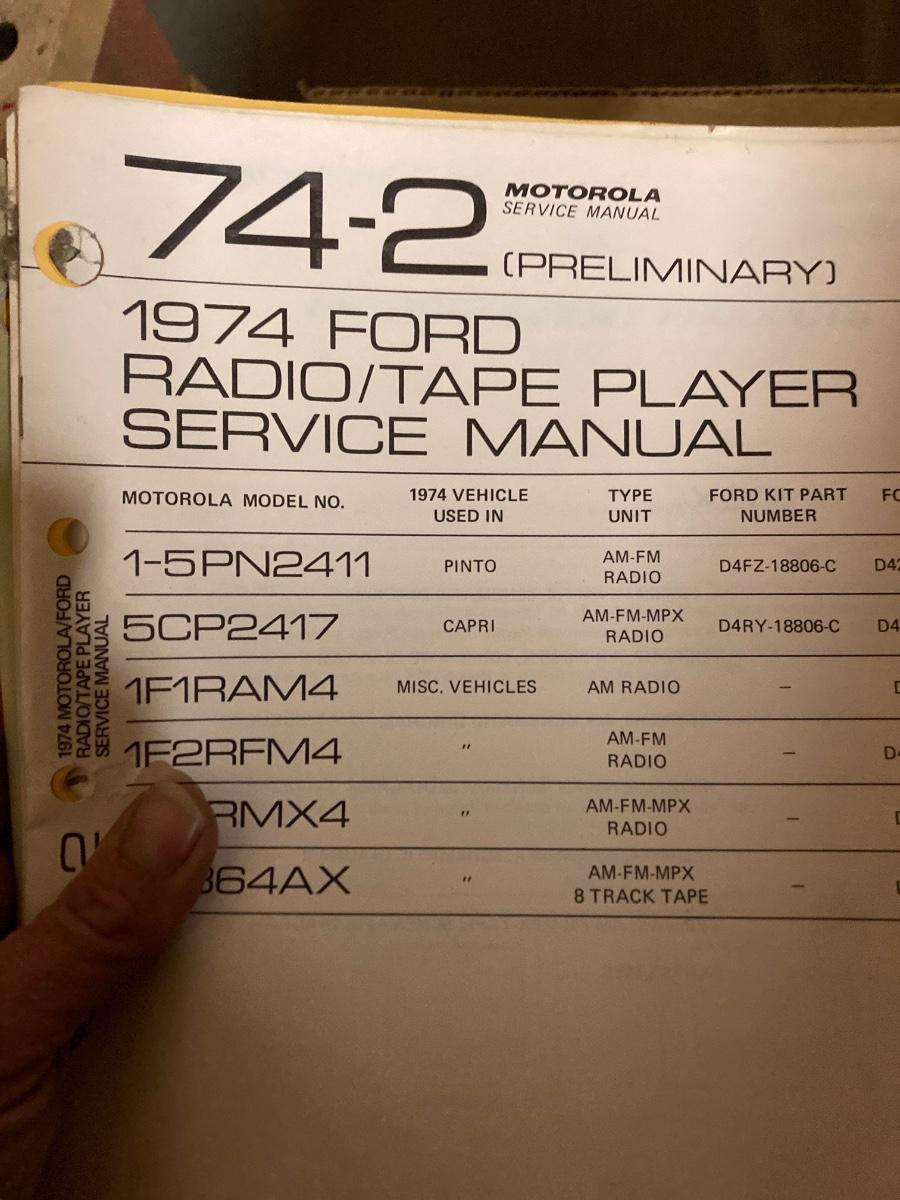 74-2
MOTOROLA
SERVICE MANUAL
(PRELIMINARY)
1974 FORD
RADIO/TAPE PLAYER
SERVICE MANUAL
MOTOROLA MODEL NO. 1974 VEHICLE USED IN TYPE UNIT FORD KIT PART NUMBER
1-5PN2411 PINTO AM-FM RADIO D4FZ-18806-C
5CP2417 CAPRI AM-FM-MPX RADIO D4RY-18806-C
1F1RAM4 MISC. VEHICLES AM RADIO –
1F2RFM4 " AM-FM RADIO –
RMX4 " AM-FM-MPX RADIO –
364AX " AM-FM-MPX 8 TRACK TAPE –
1974 MOTOROLA/FORD
RADIO/TAPE PLAYER
SERVICE MANUAL